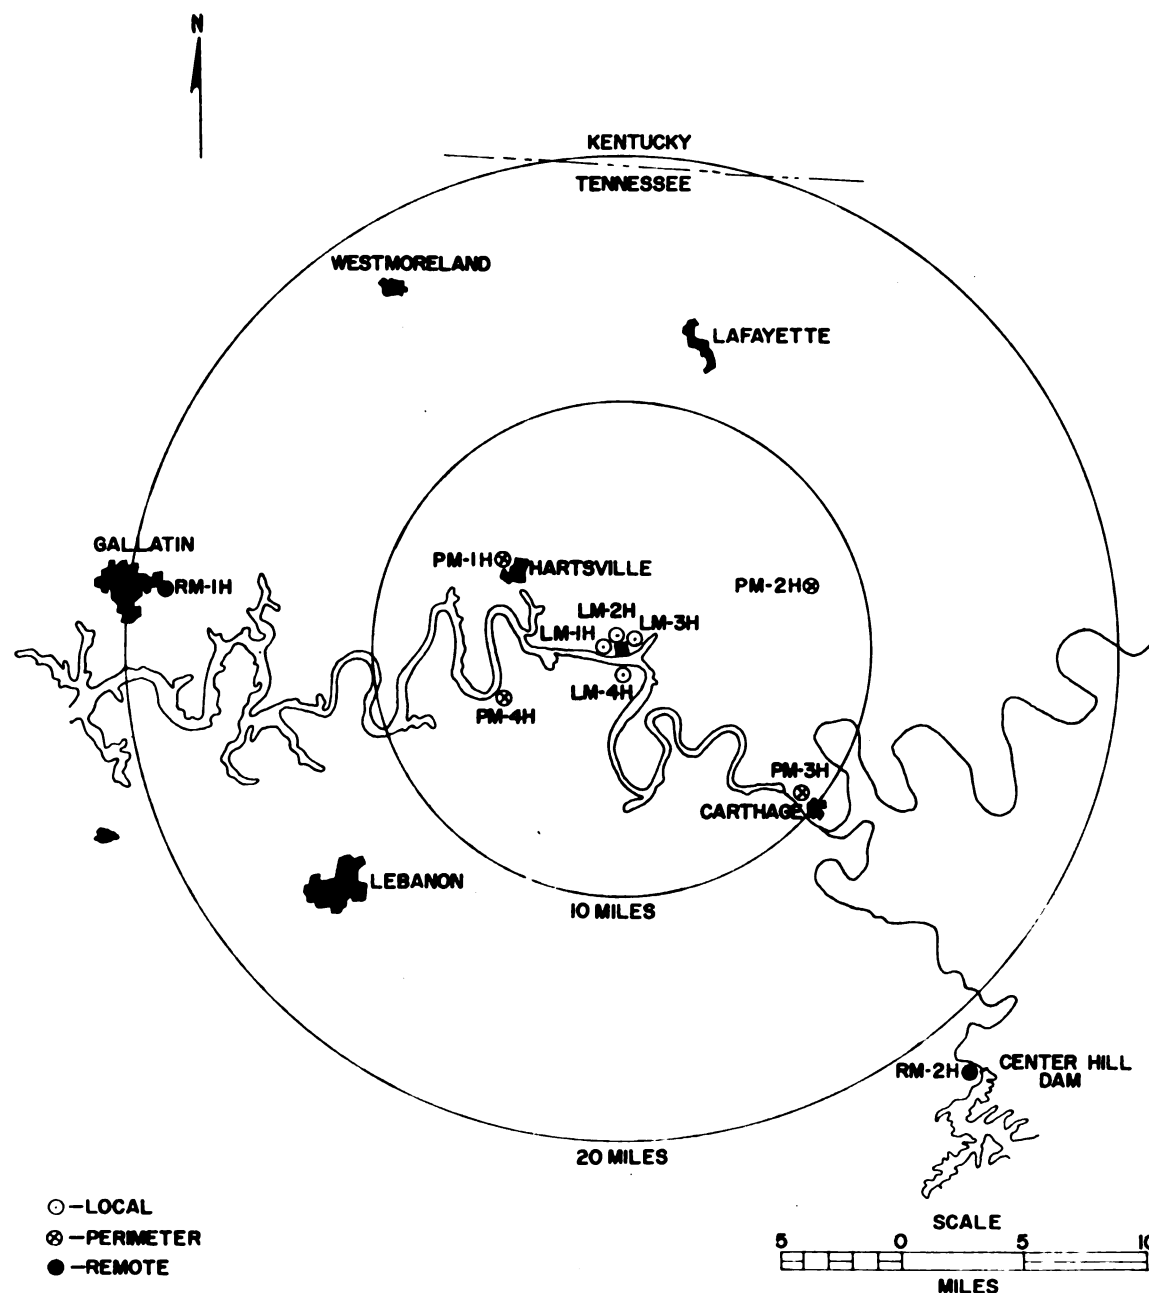 N
KENTUCKY
TENNESSEE
WESTMORELAND
LAFAYETTE
GALLATIN
RM-1H
PM-1H
HARTSVILLE
PM-2H
LM-2H
LM-3H
LM-1H
LM-4H
PM-4H
PM-3H
CARTHAGE
LEBANON
10 MILES
RM-2H
CENTER HILL
DAM
20 MILES
-LOCAL
-PERIMETER
-REMOTE
SCALE
5 0 5 10
MILES